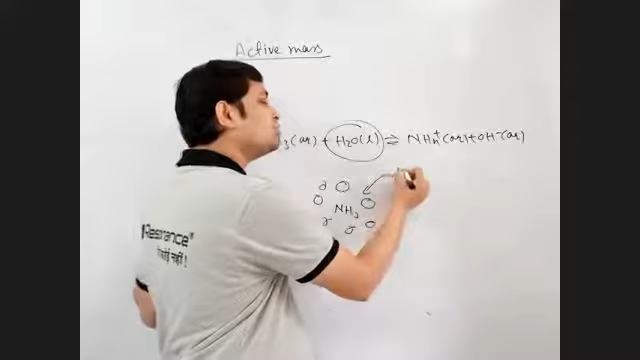 Active mass
3(aq) + H2O(l) ⇌ NH4+(aq) + OH-(aq)
NH3
Resonance®